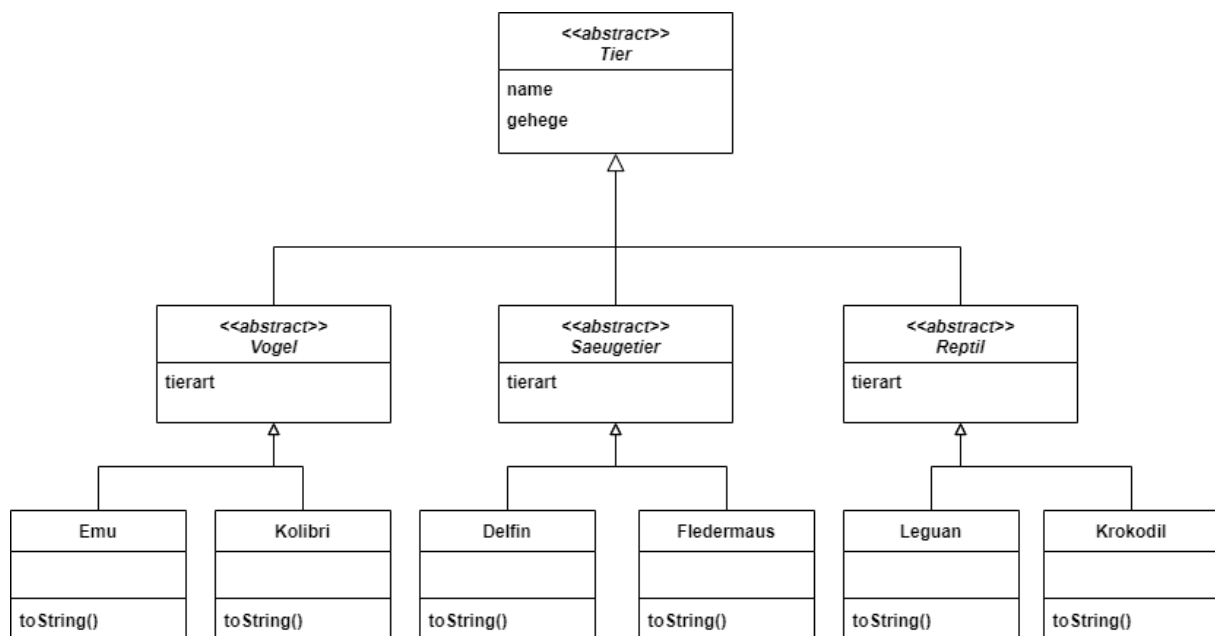 <<abstract>>
Tier
name
gehege
<<abstract>>
Vogel
tierart
<<abstract>>
Saeugetier
tierart
<<abstract>>
Reptil
tierart
Emu
toString()
Kolibri
toString()
Delfin
toString()
Fledermaus
toString()
Leguan
toString()
Krokodil
toString()